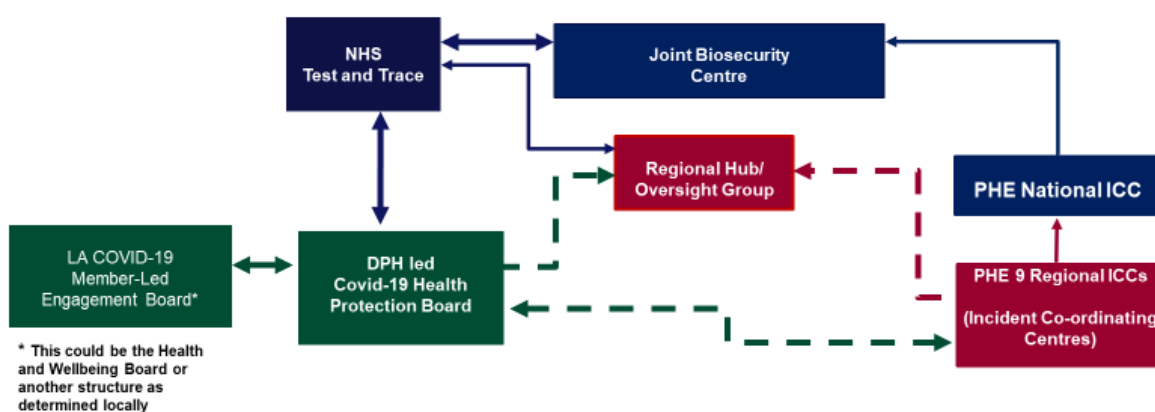 NHS
Test and Trace
Joint Biosecurity
Centre
Regional Hub/
Oversight Group
PHE National ICC
LA COVID-19
Member-Led
Engagement Board*
DPH led
Covid-19 Health
Protection Board
PHE 9 Regional ICCs
(Incident Co-ordinating
Centres)
* This could be the Health
and Wellbeing Board or
another structure as
determined locally